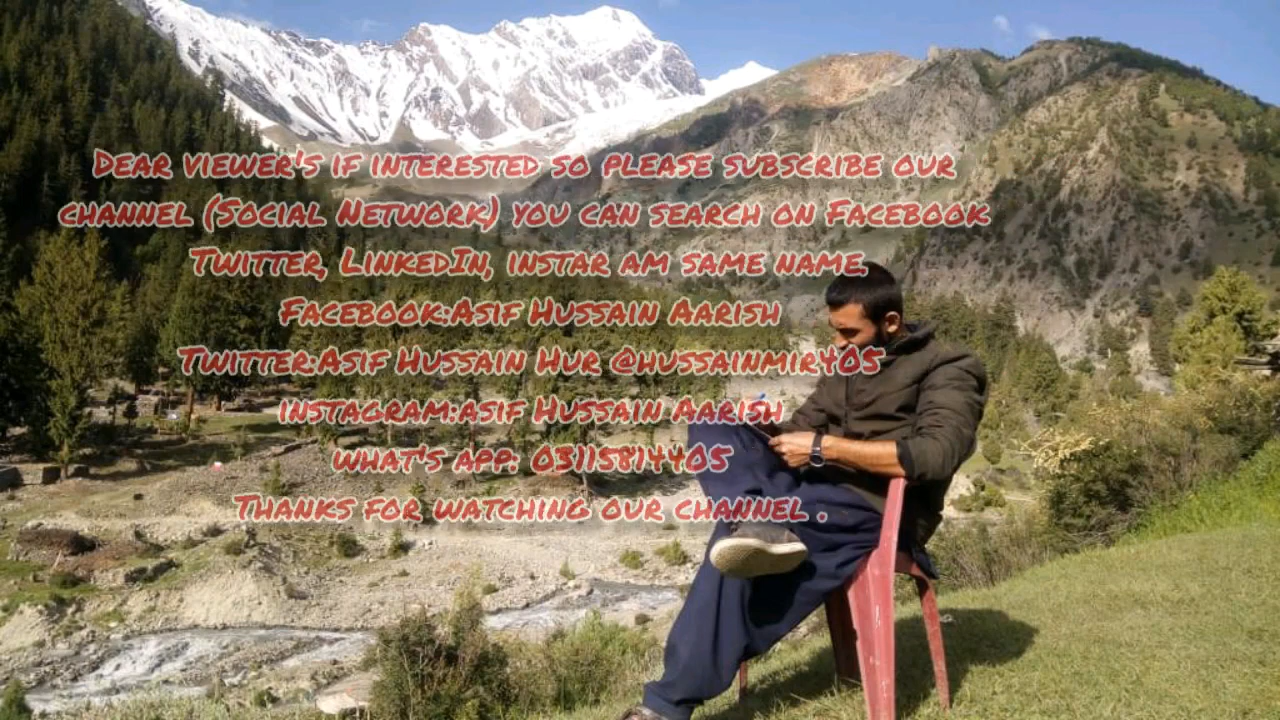 Dear viewer's if interested so please subscribe our
channel (Social Network) you can search on Facebook
Twitter, LinkedIn, instar am same name.
Facebook:Asif Hussain Aarish
Twitter:Asif Hussain Hur @hussainmir405
instagram:asif Hussain Aarish
what's app: 03115814405
Thanks for watching our channel .